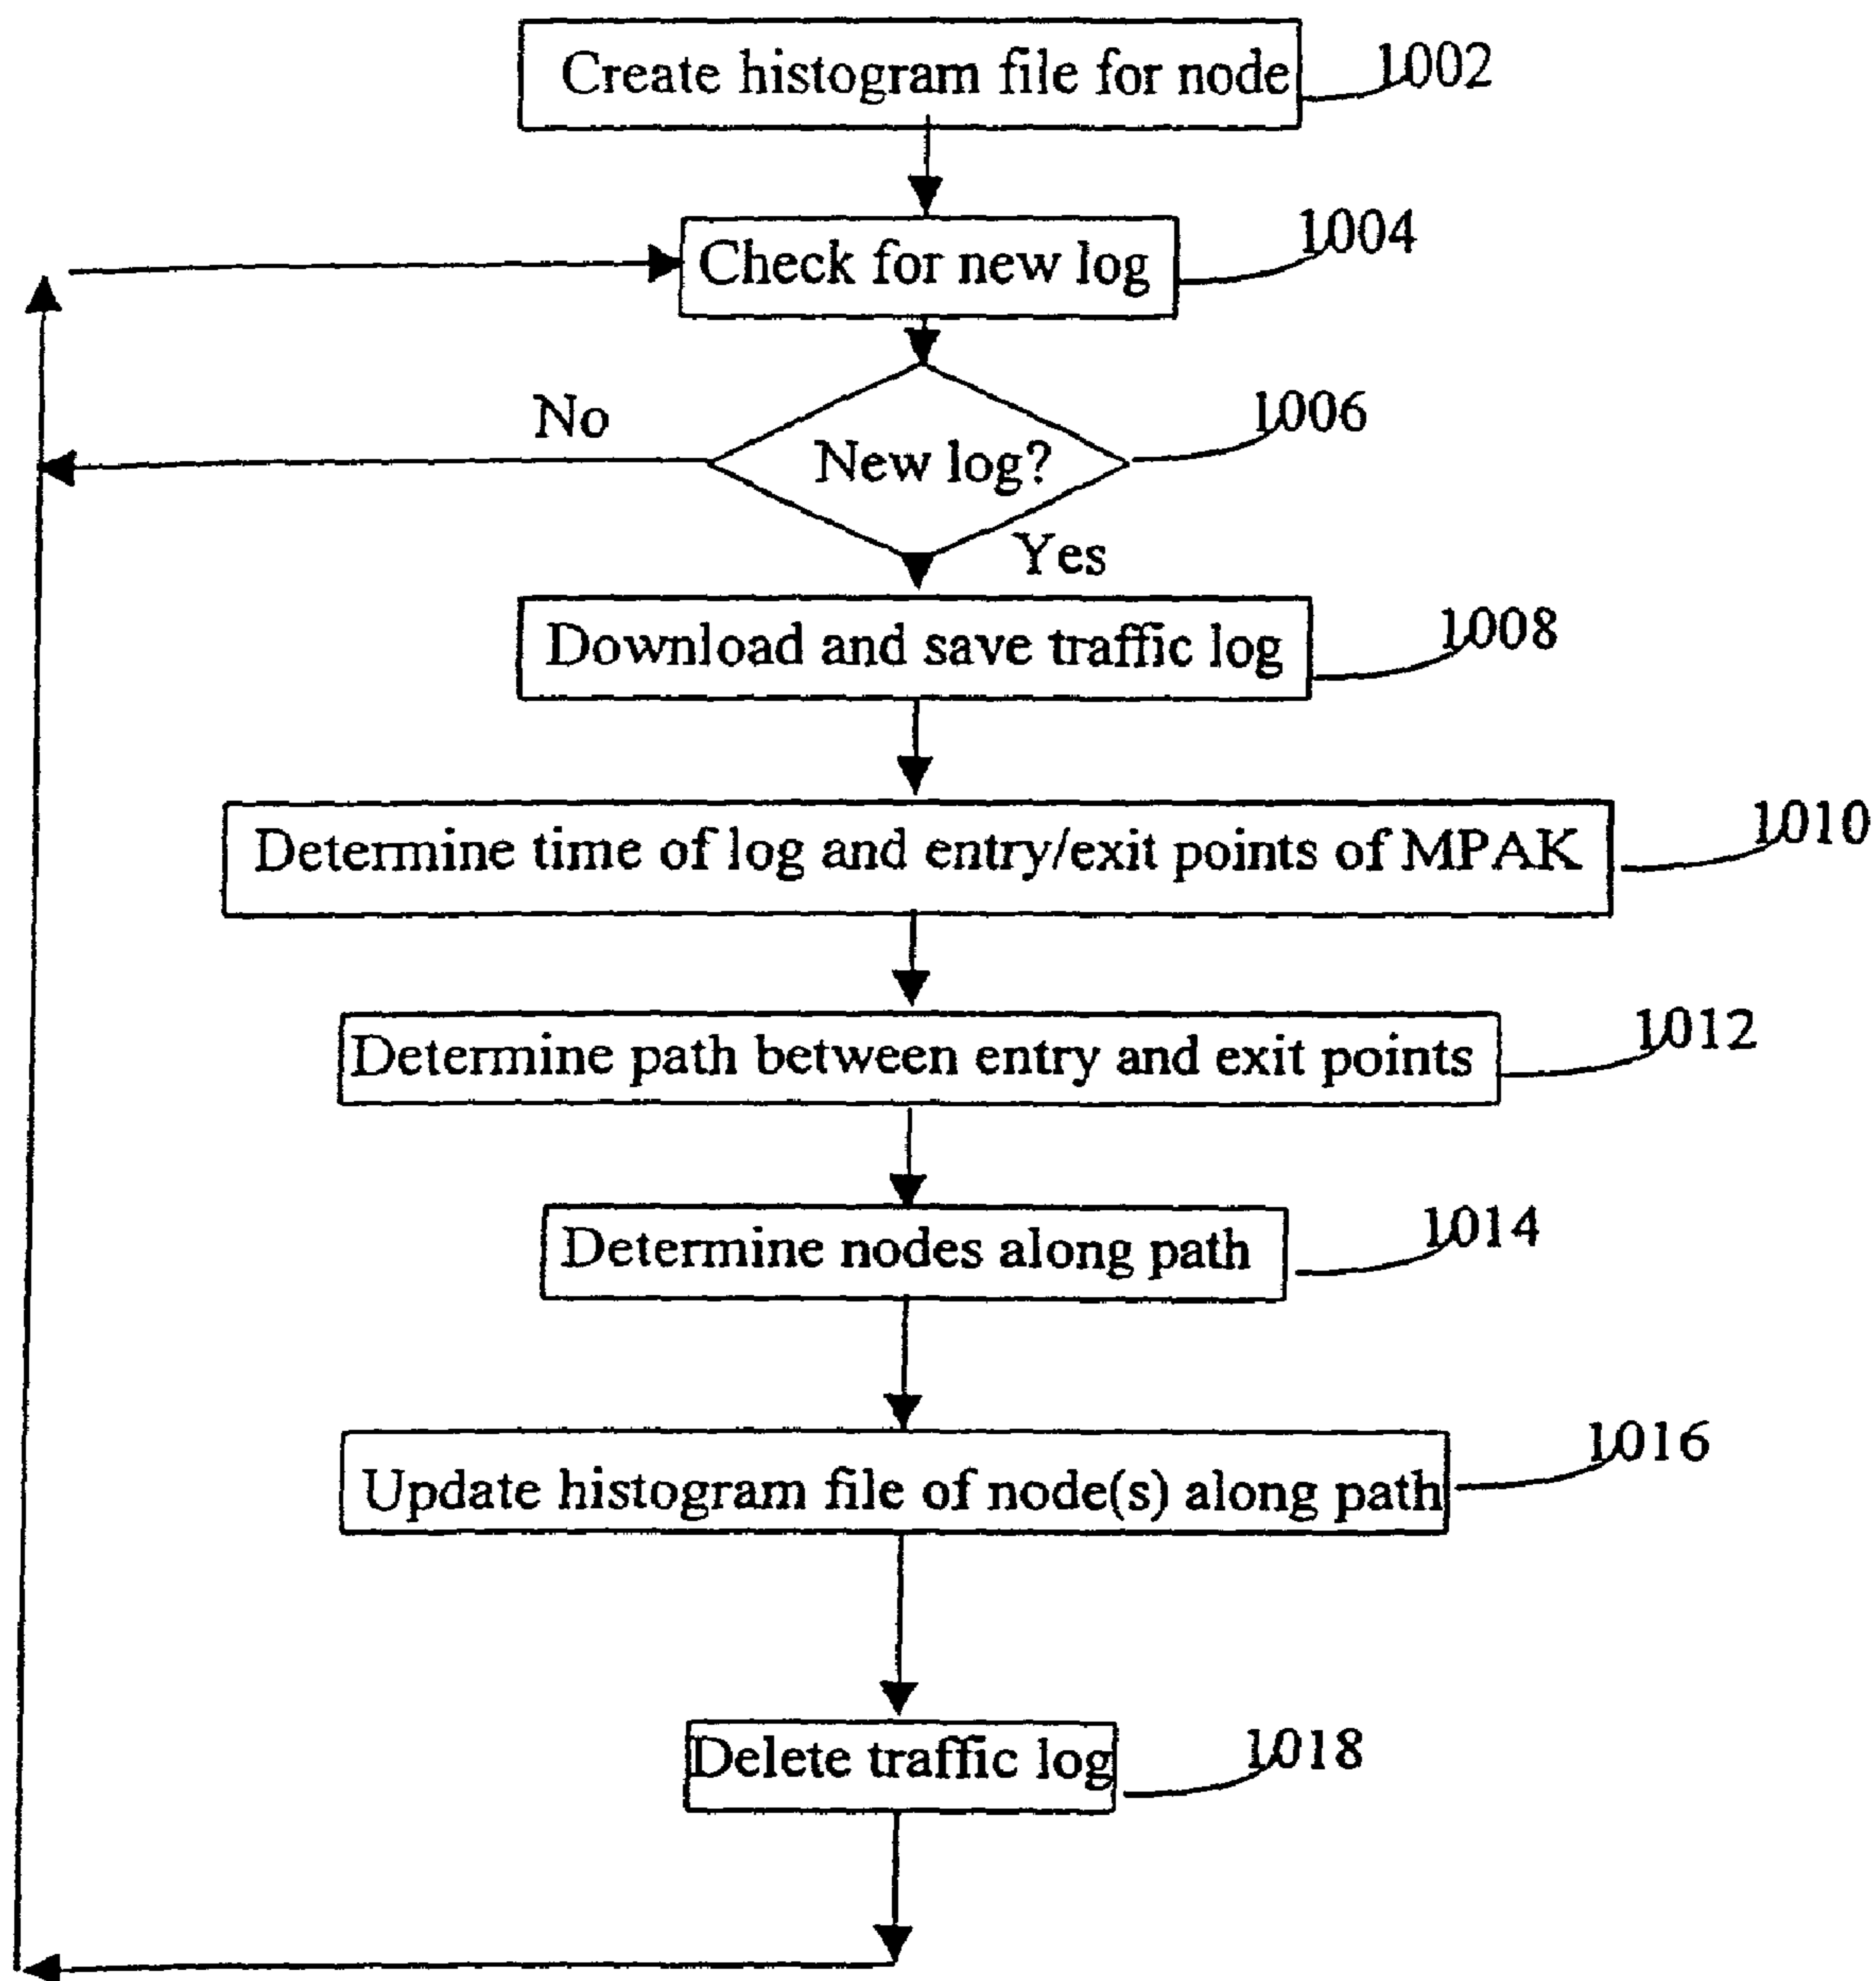 Create histogram file for node
1002
Check for new log
1004
No
New log?
1006
Yes
Download and save traffic log
1008
Determine time of log and entry/exit points of MPAK
1010
Determine path between entry and exit points
1012
Determine nodes along path
1014
Update histogram file of node(s) along path
1016
Delete traffic log
1018